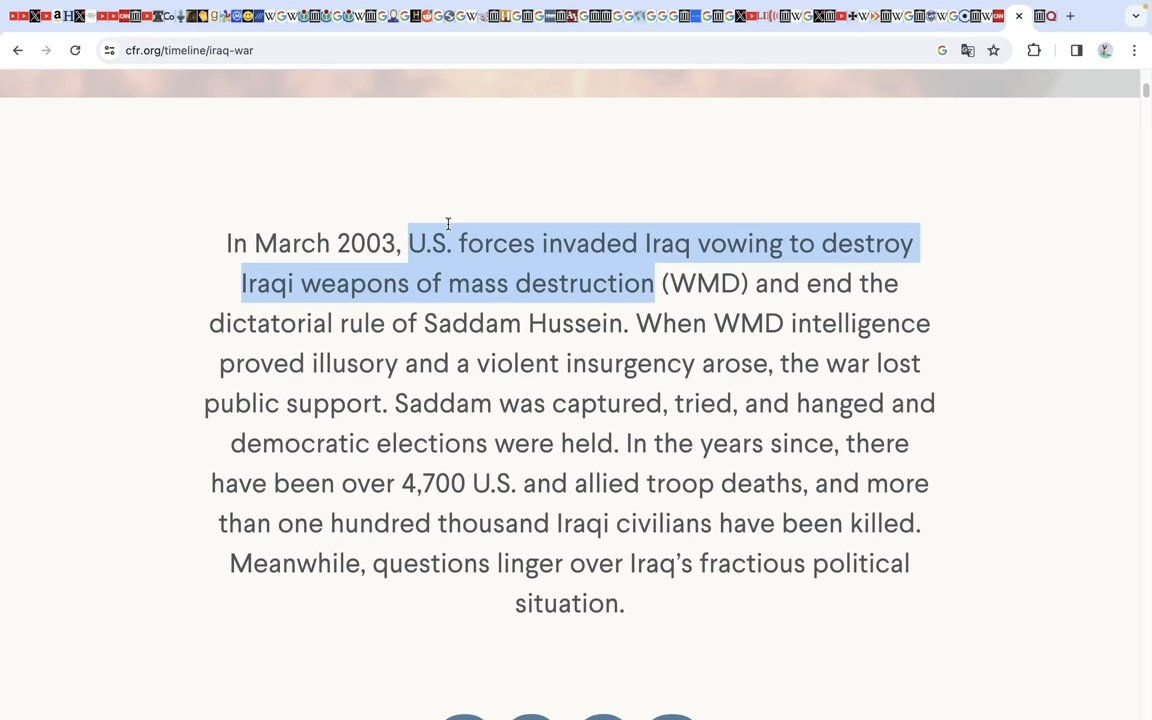 cfr.org/timeline/iraq-war
In March 2003, U.S. forces invaded Iraq vowing to destroy
Iraqi weapons of mass destruction (WMD) and end the
dictatorial rule of Saddam Hussein. When WMD intelligence
proved illusory and a violent insurgency arose, the war lost
public support. Saddam was captured, tried, and hanged and
democratic elections were held. In the years since, there
have been over 4,700 U.S. and allied troop deaths, and more
than one hundred thousand Iraqi civilians have been killed.
Meanwhile, questions linger over Iraq’s fractious political
situation.